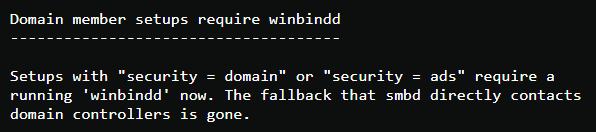 Domain member setups require winbindd
-------------------------------------
Setups with "security = domain" or "security = ads" require a
running 'winbindd' now. The fallback that smbd directly contacts
domain controllers is gone.